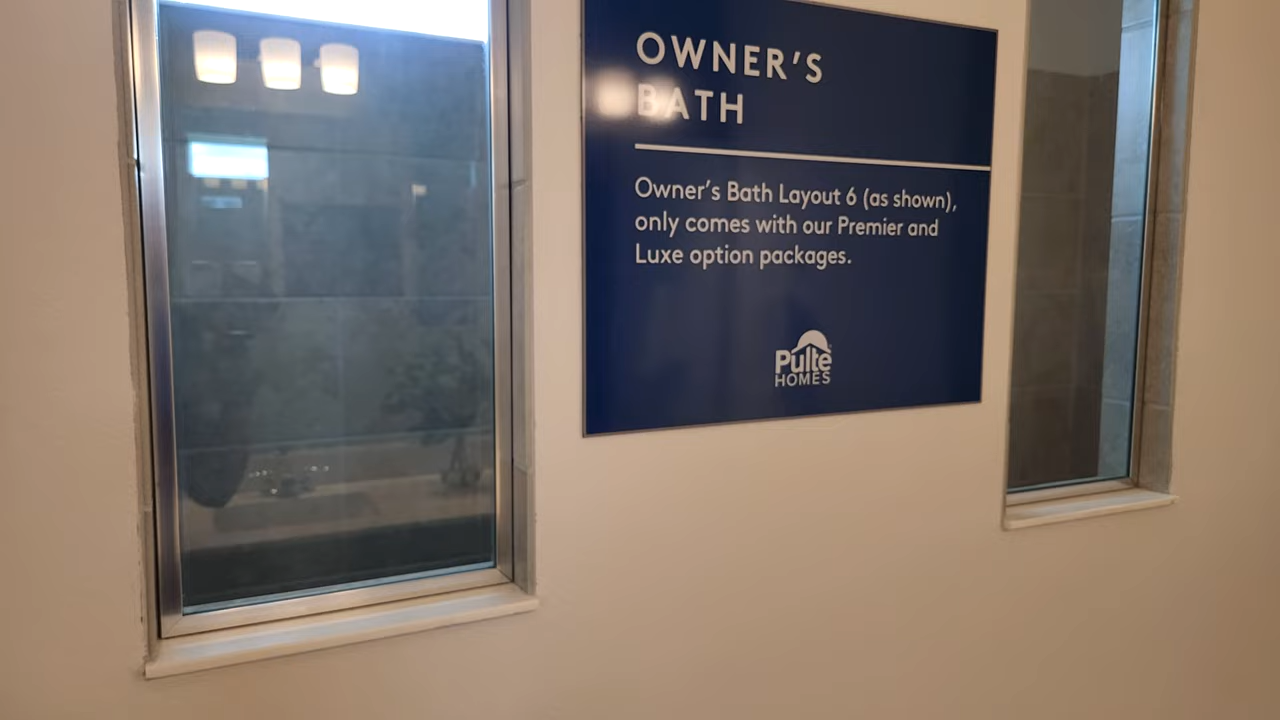 OWNER'S
BATH
Owner's Bath Layout 6 (as shown),
only comes with our Premier and
Luxe option packages.
Pulte
HOMES